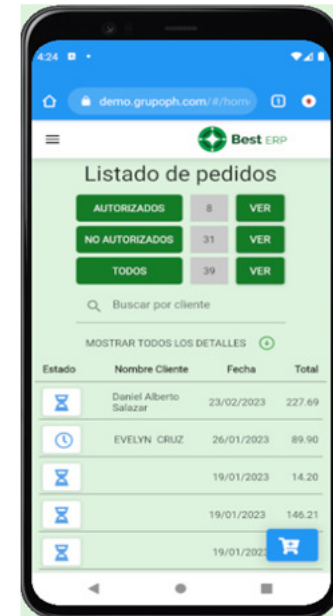 4:24
demo.grupoph.com/#/hom
1
Best ERP
Listado de pedidos
AUTORIZADOS 8 VER
NO AUTORIZADOS 31 VER
TODOS 39 VER
Buscar por cliente
MOSTRAR TODOS LOS DETALLES
Estado Nombre Cliente Fecha Total
Daniel Alberto
Salazar 23/02/2023 227.69
EVELYN CRUZ 26/01/2023 89.90
19/01/2023 14.20
19/01/2023 146.21
19/01/202